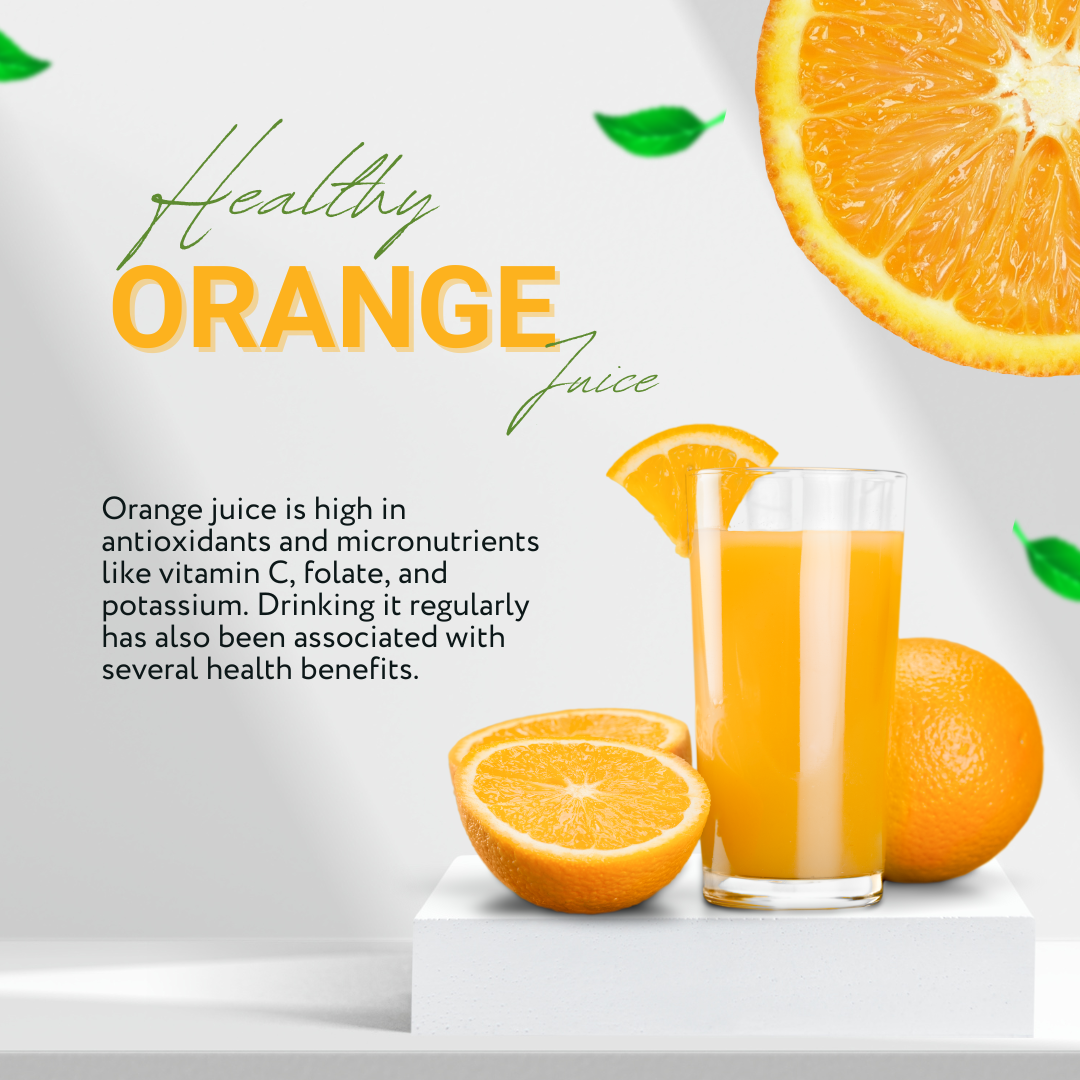 Healthy
ORANGE
Juice
Orange juice is high in
antioxidants and micronutrients
like vitamin C, folate, and
potassium. Drinking it regularly
has also been associated with
several health benefits.